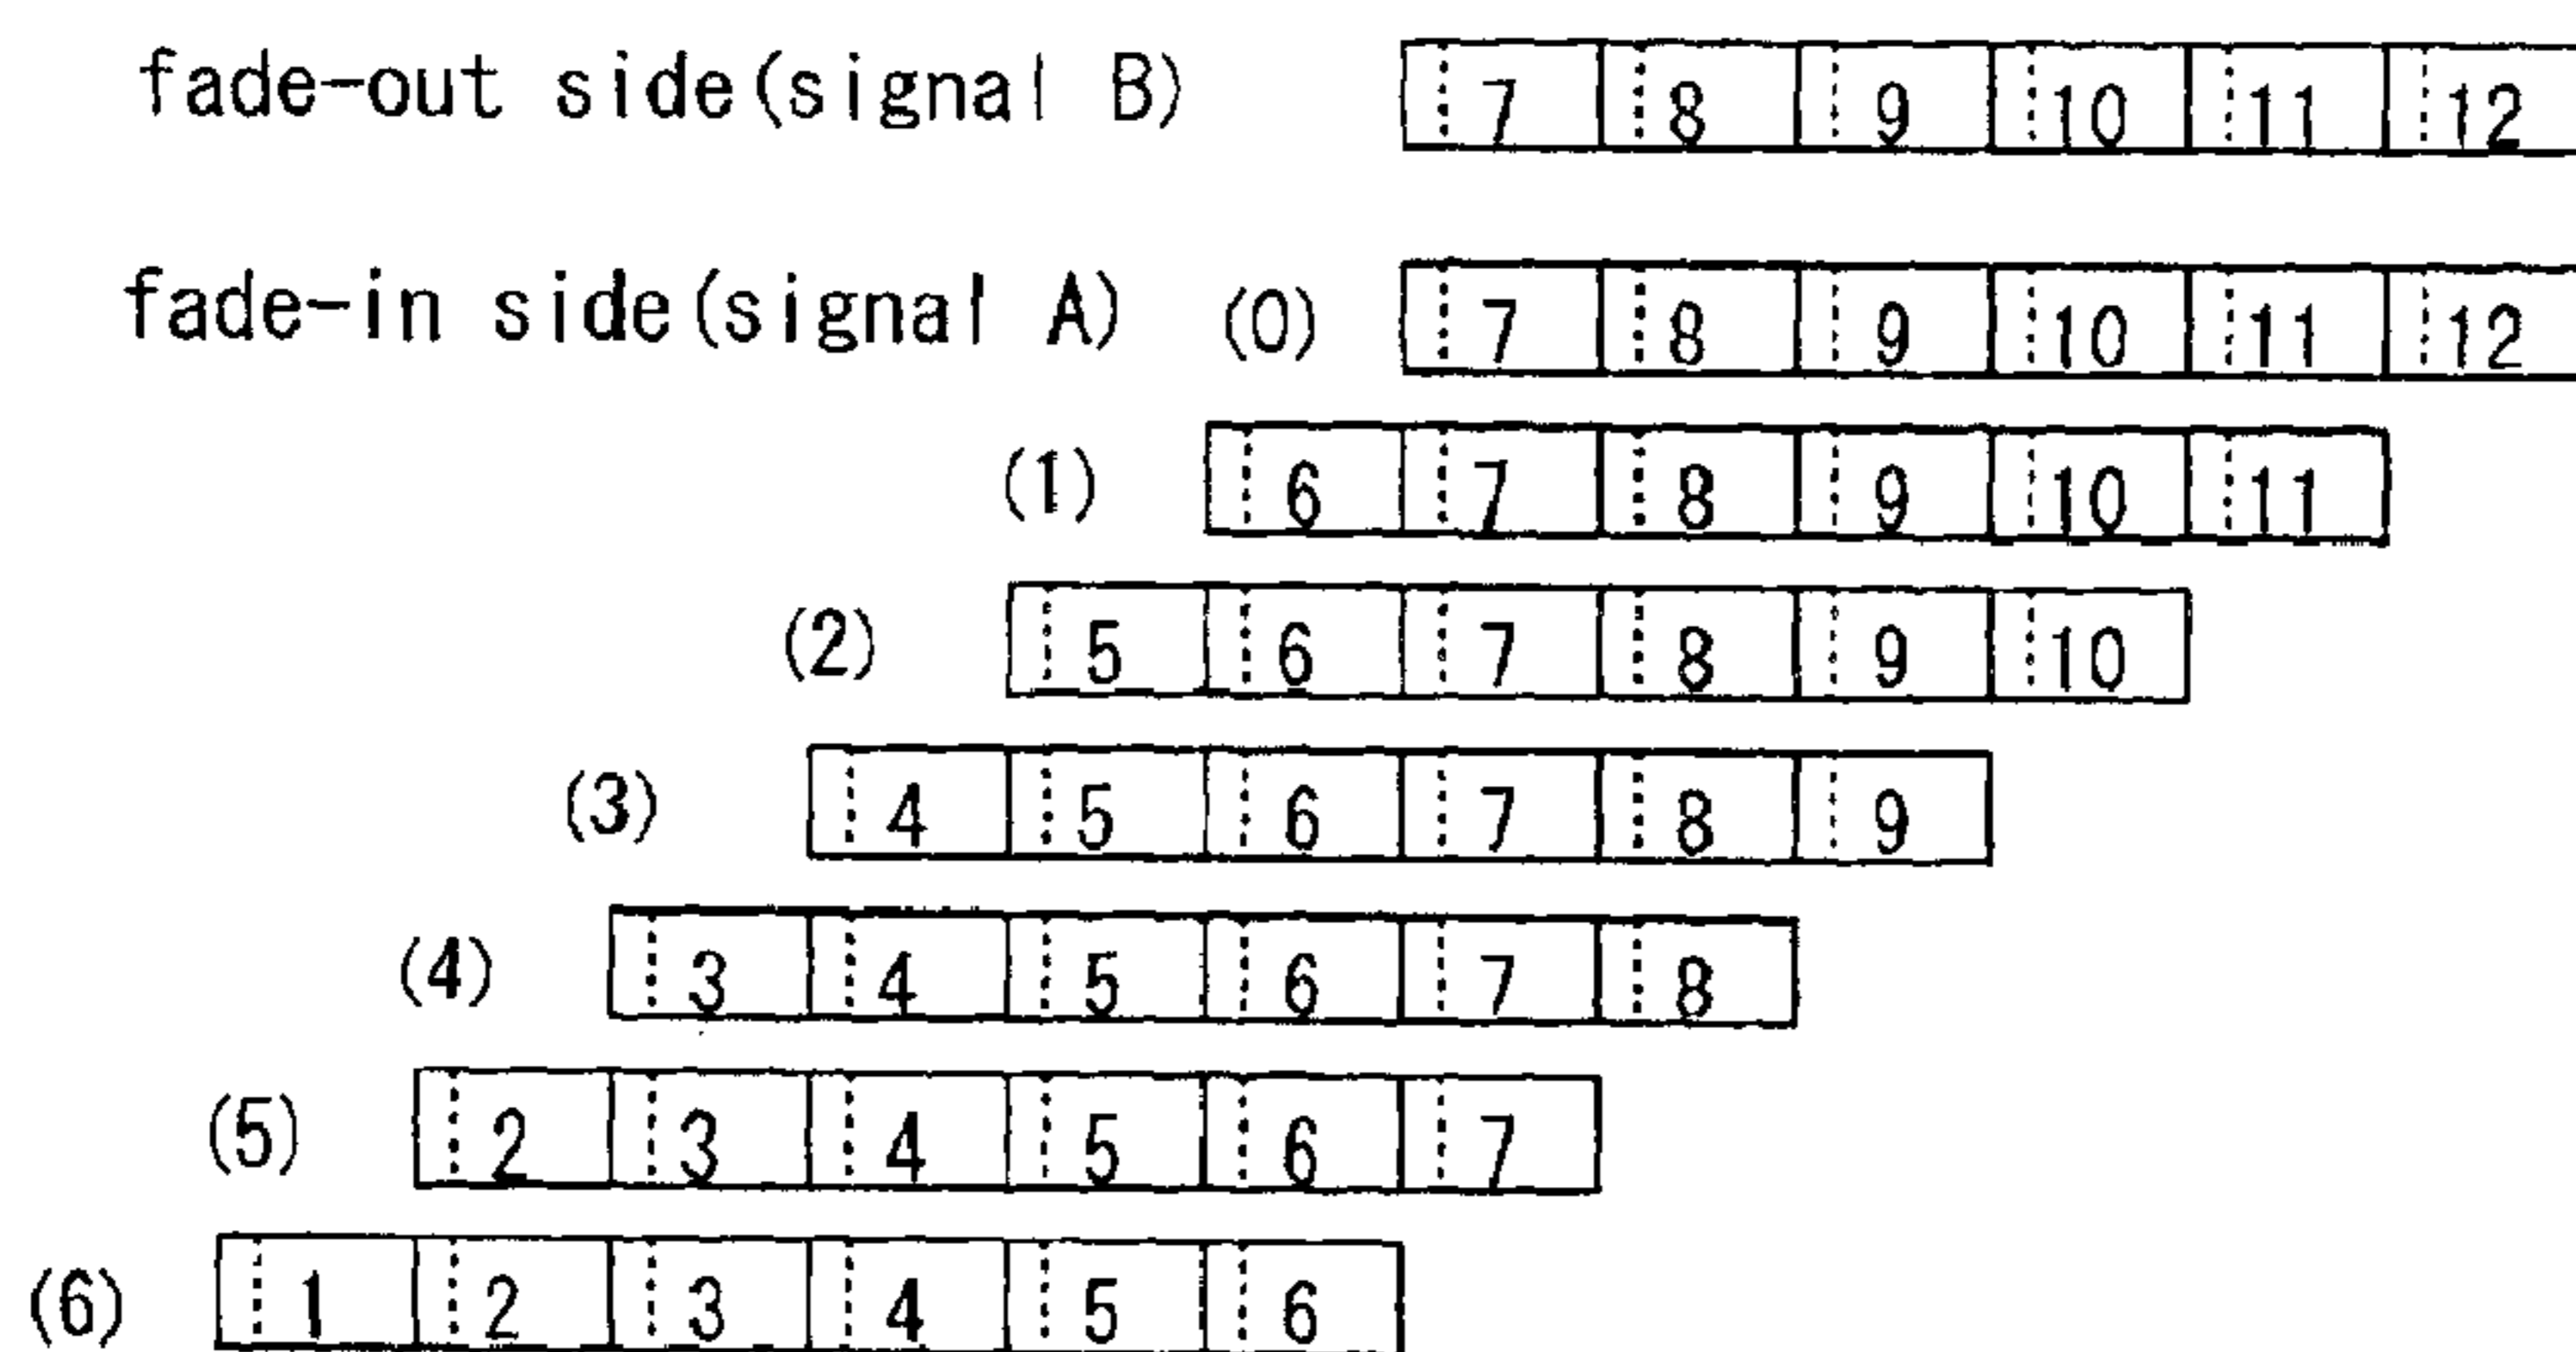 fade-out side(signal B) 7 8 9 10 11 12
fade-in side(signal A) (0) 7 8 9 10 11 12
(1) 6 7 8 9 10 11
(2) 5 6 7 8 9 10
(3) 4 5 6 7 8 9
(4) 3 4 5 6 7 8
(5) 2 3 4 5 6 7
(6) 1 2 3 4 5 6